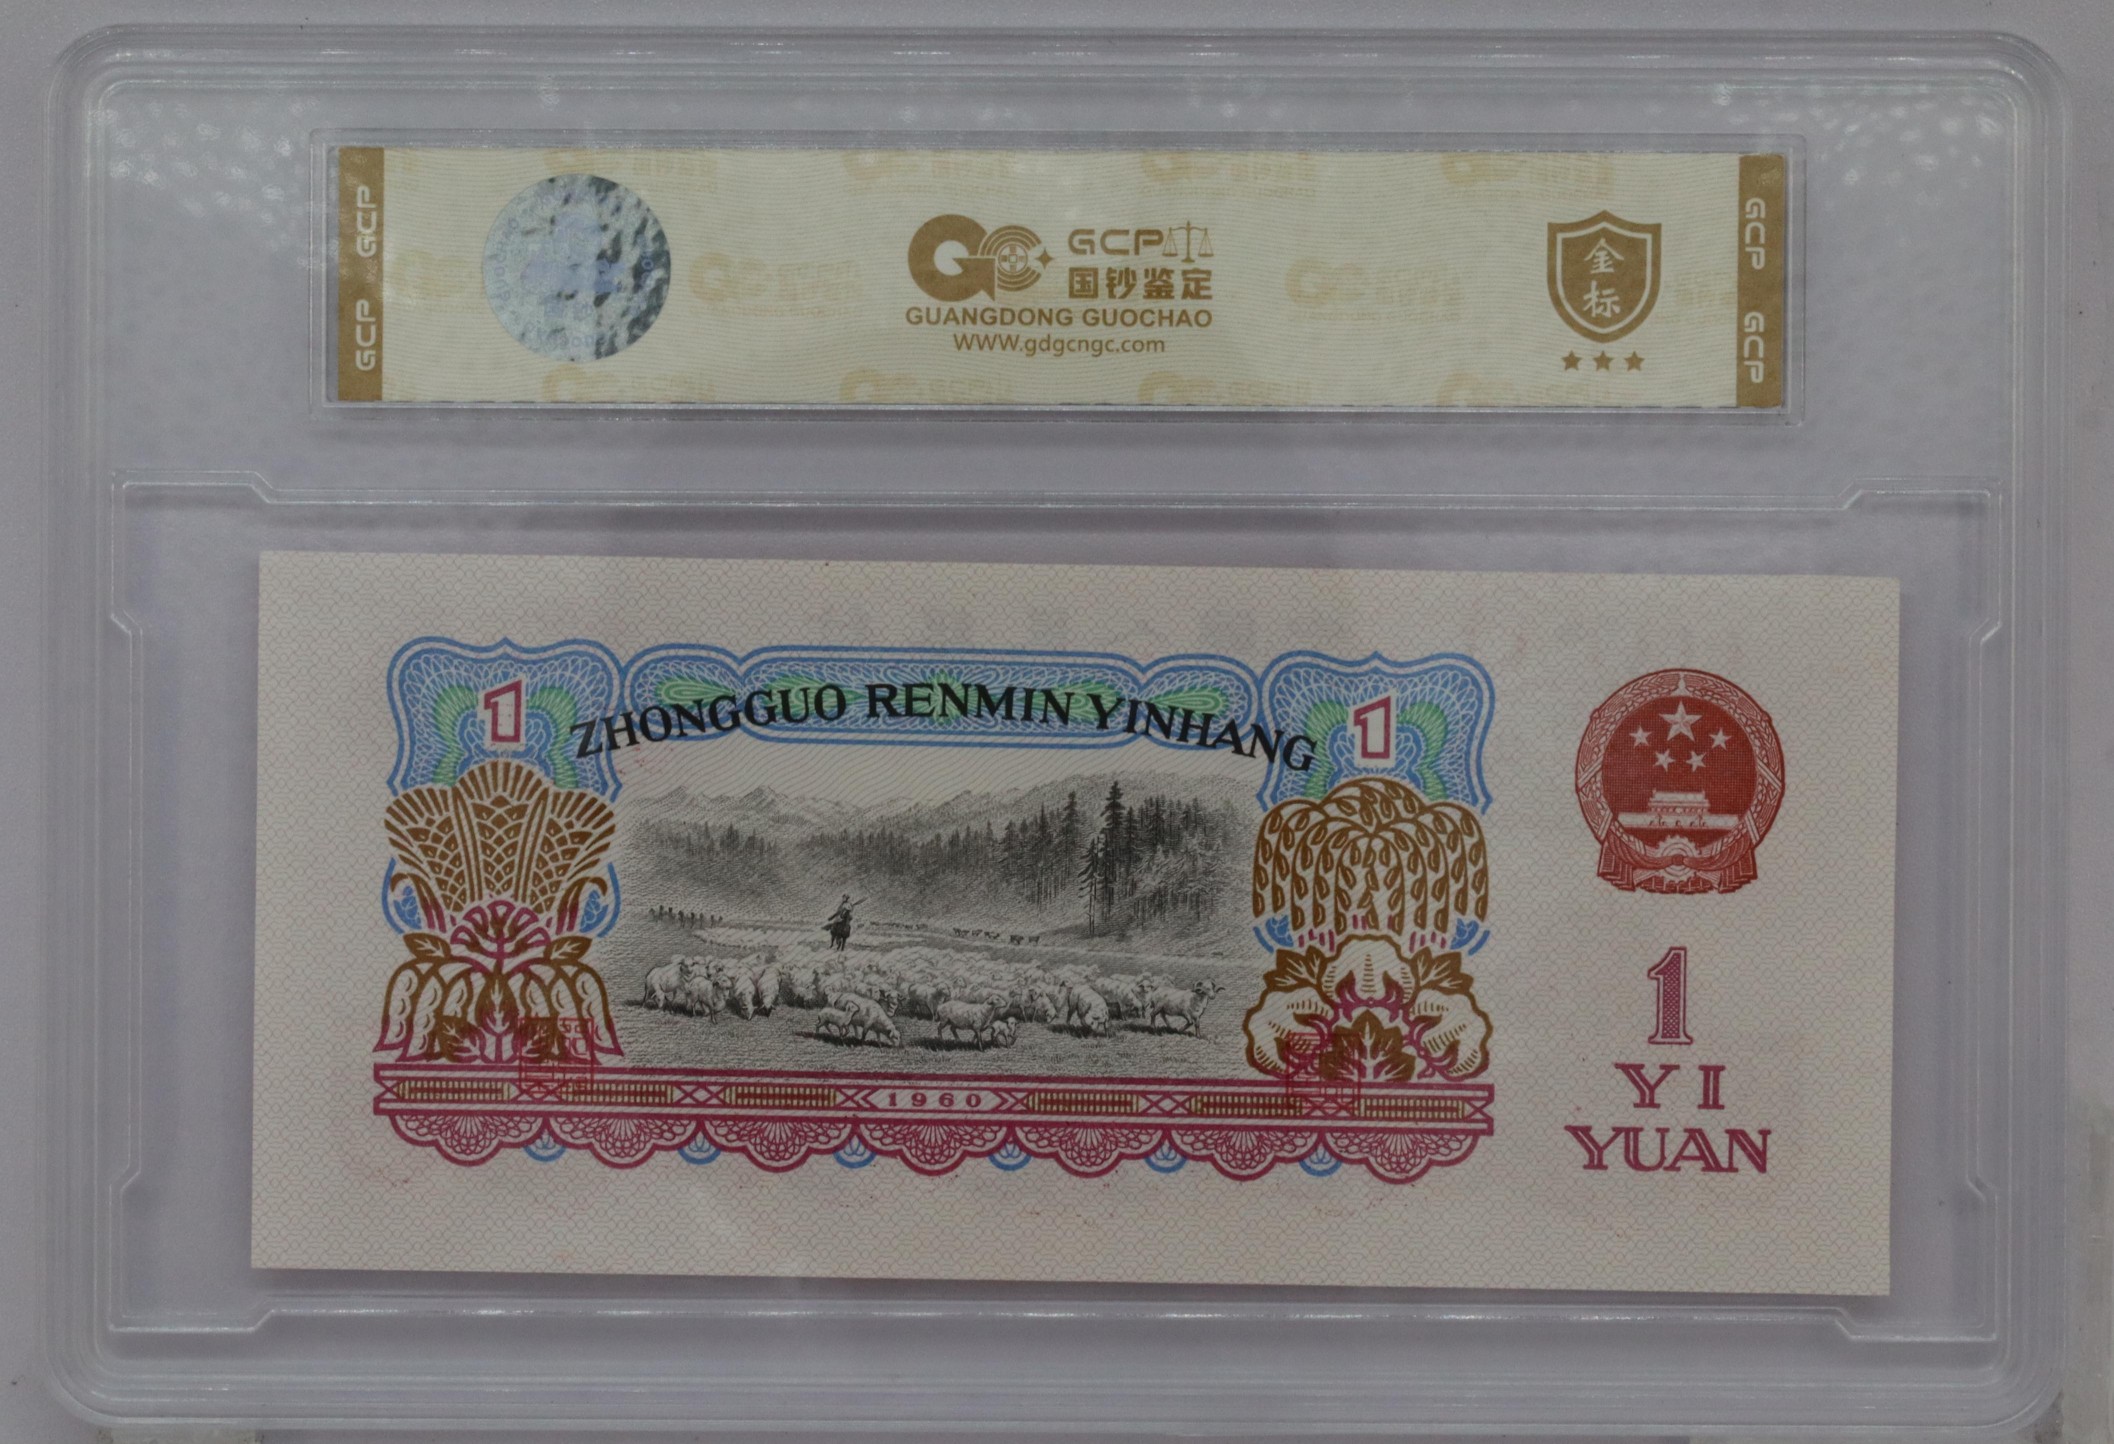 GCP GCP
GCP
国钞鉴定
GUANGDONG GUOCHAO
WWW.gdgcngc.com
金
标
GCP GCP
1
ZHONGGUO RENMIN YINHANG
1
1960
1
YI
YUAN